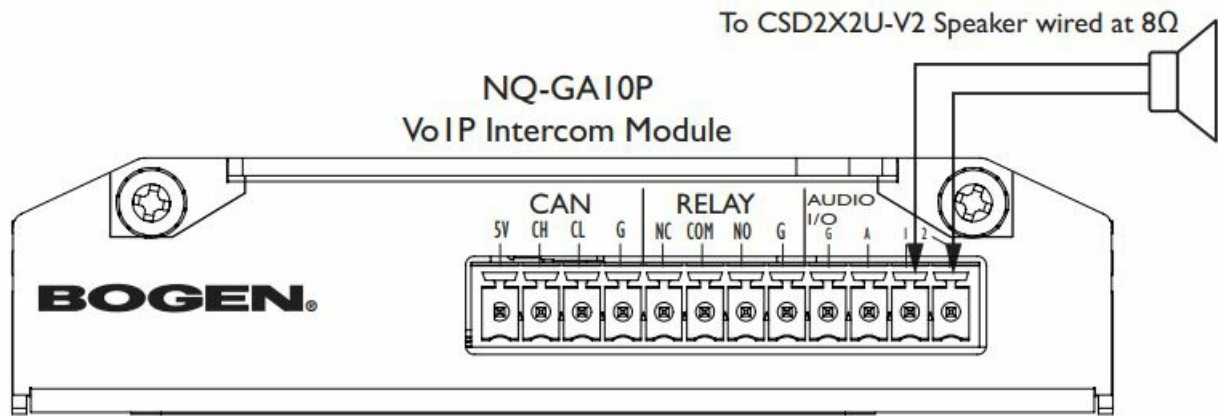 To CSD2X2U-V2 Speaker wired at 8Ω
NQ-GA10P
Vo1P Intercom Module
CAN RELAY AUDIO I/O
5V CH CL G NC COM NO G G A 1 2
BOGEN®